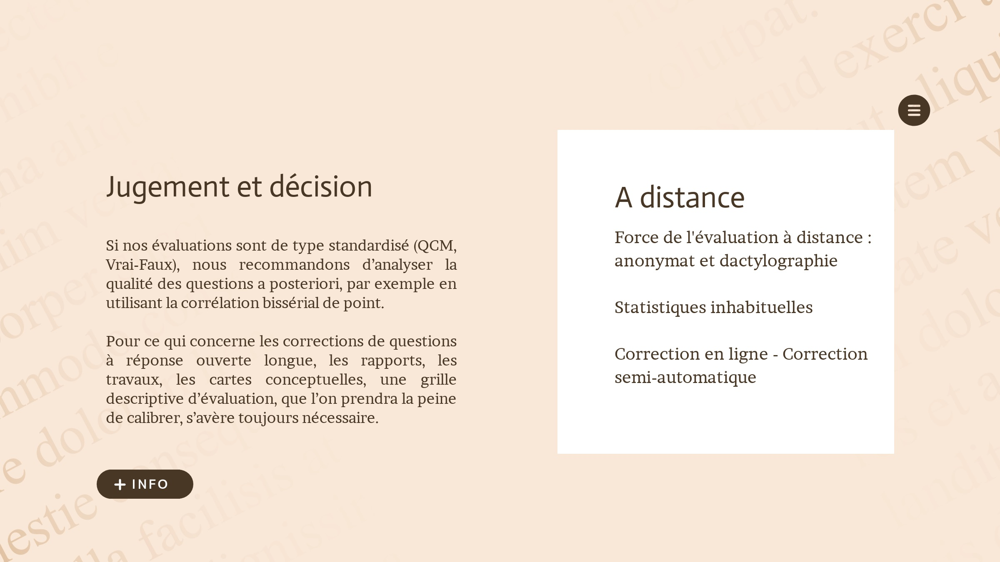 Jugement et décision
Si nos évaluations sont de type standardisé (QCM,
Vrai-Faux), nous recommandons d’analyser la
qualité des questions a posteriori, par exemple en
utilisant la corrélation bissérial de point.
Pour ce qui concerne les corrections de questions
à réponse ouverte longue, les rapports, les
travaux, les cartes conceptuelles, une grille
descriptive d’évaluation, que l’on prendra la peine
de calibrer, s’avère toujours nécessaire.
+ INFO
A distance
Force de l'évaluation à distance :
anonymat et dactylographie
Statistiques inhabituelles
Correction en ligne - Correction
semi-automatique